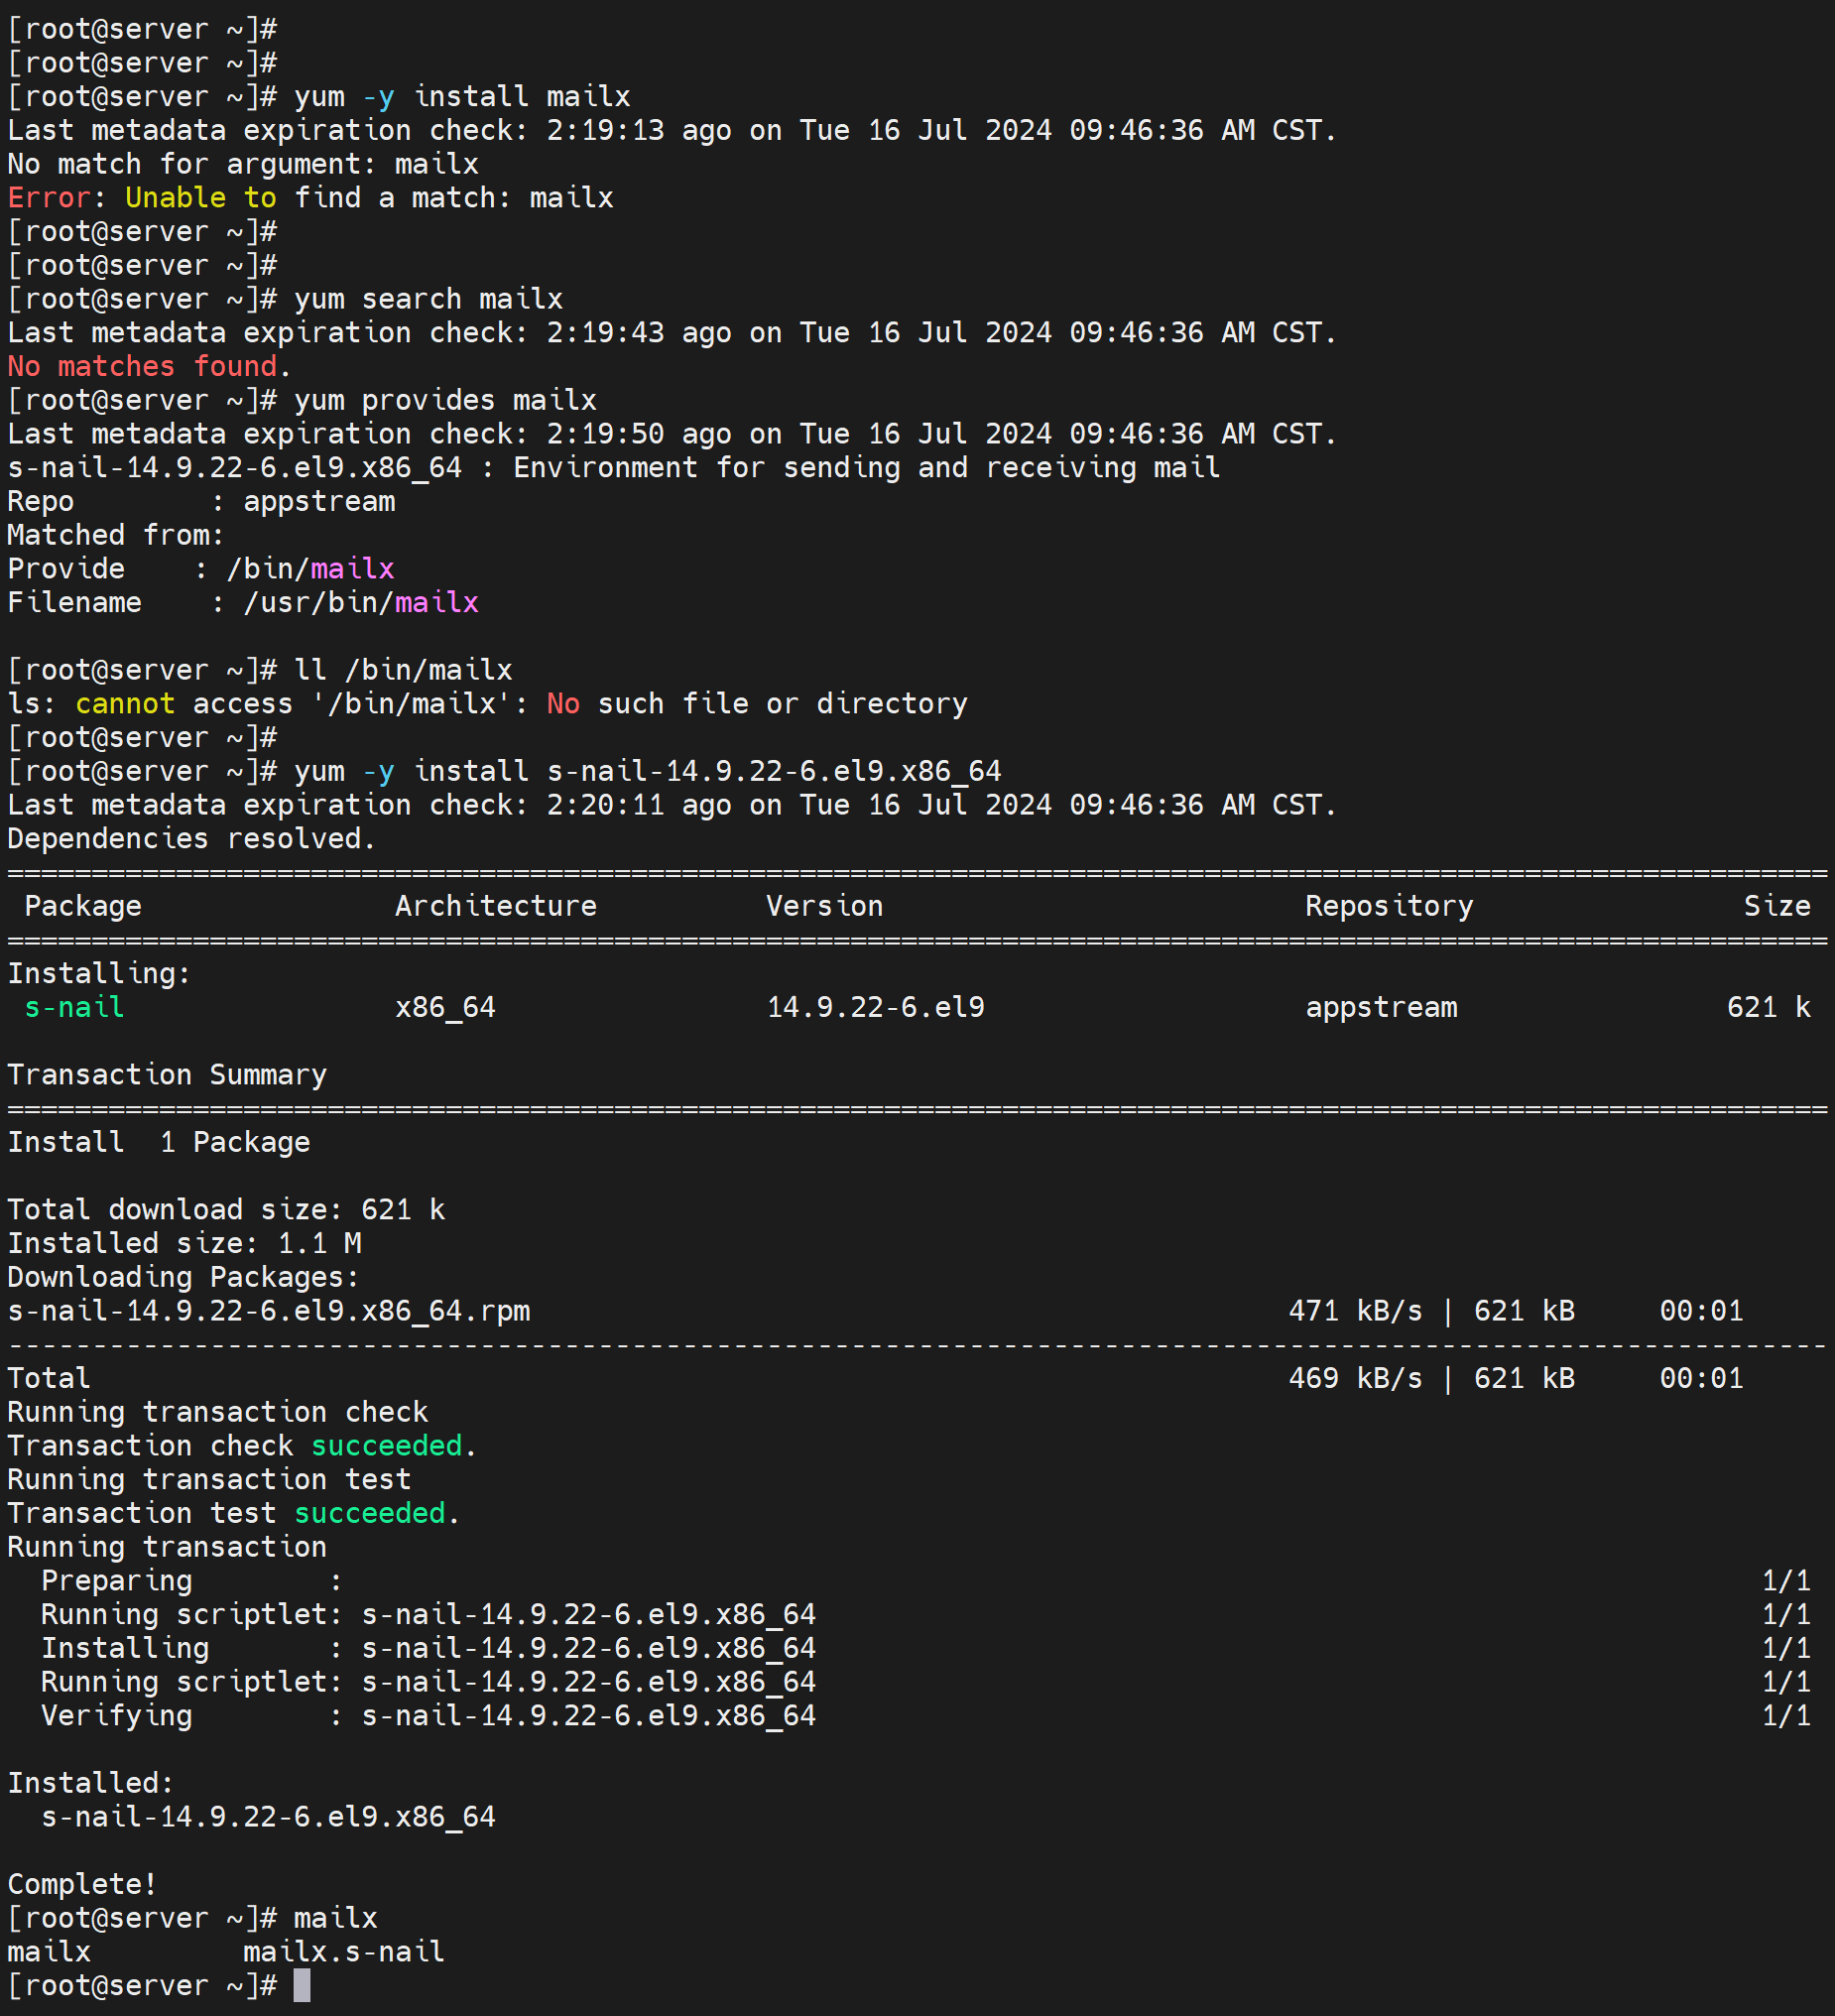 [root@server ~]#
[root@server ~]#
[root@server ~]# yum -y install mailx
Last metadata expiration check: 2:19:13 ago on Tue 16 Jul 2024 09:46:36 AM CST.
No match for argument: mailx
Error: Unable to find a match: mailx
[root@server ~]#
[root@server ~]#
[root@server ~]# yum search mailx
Last metadata expiration check: 2:19:43 ago on Tue 16 Jul 2024 09:46:36 AM CST.
No matches found.
[root@server ~]# yum provides mailx
Last metadata expiration check: 2:19:50 ago on Tue 16 Jul 2024 09:46:36 AM CST.
s-nail-14.9.22-6.el9.x86_64 : Environment for sending and receiving mail
Repo        : appstream
Matched from:
Provide    : /bin/mailx
Filename    : /usr/bin/mailx

[root@server ~]# ll /bin/mailx
ls: cannot access '/bin/mailx': No such file or directory
[root@server ~]#
[root@server ~]# yum -y install s-nail-14.9.22-6.el9.x86_64
Last metadata expiration check: 2:20:11 ago on Tue 16 Jul 2024 09:46:36 AM CST.
Dependencies resolved.
============================================================================================================
 Package               Architecture          Version                         Repository                Size
============================================================================================================
Installing:
 s-nail                x86_64                14.9.22-6.el9                   appstream                621 k

Transaction Summary
============================================================================================================
Install  1 Package

Total download size: 621 k
Installed size: 1.1 M
Downloading Packages:
s-nail-14.9.22-6.el9.x86_64.rpm                                             471 kB/s | 621 kB     00:01
------------------------------------------------------------------------------------------------------------
Total                                                                       469 kB/s | 621 kB     00:01
Running transaction check
Transaction check succeeded.
Running transaction test
Transaction test succeeded.
Running transaction
  Preparing        :                                                                                    1/1
  Running scriptlet: s-nail-14.9.22-6.el9.x86_64                                                        1/1
  Installing       : s-nail-14.9.22-6.el9.x86_64                                                        1/1
  Running scriptlet: s-nail-14.9.22-6.el9.x86_64                                                        1/1
  Verifying        : s-nail-14.9.22-6.el9.x86_64                                                        1/1

Installed:
  s-nail-14.9.22-6.el9.x86_64

Complete!
[root@server ~]# mailx
mailx         mailx.s-nail
[root@server ~]#